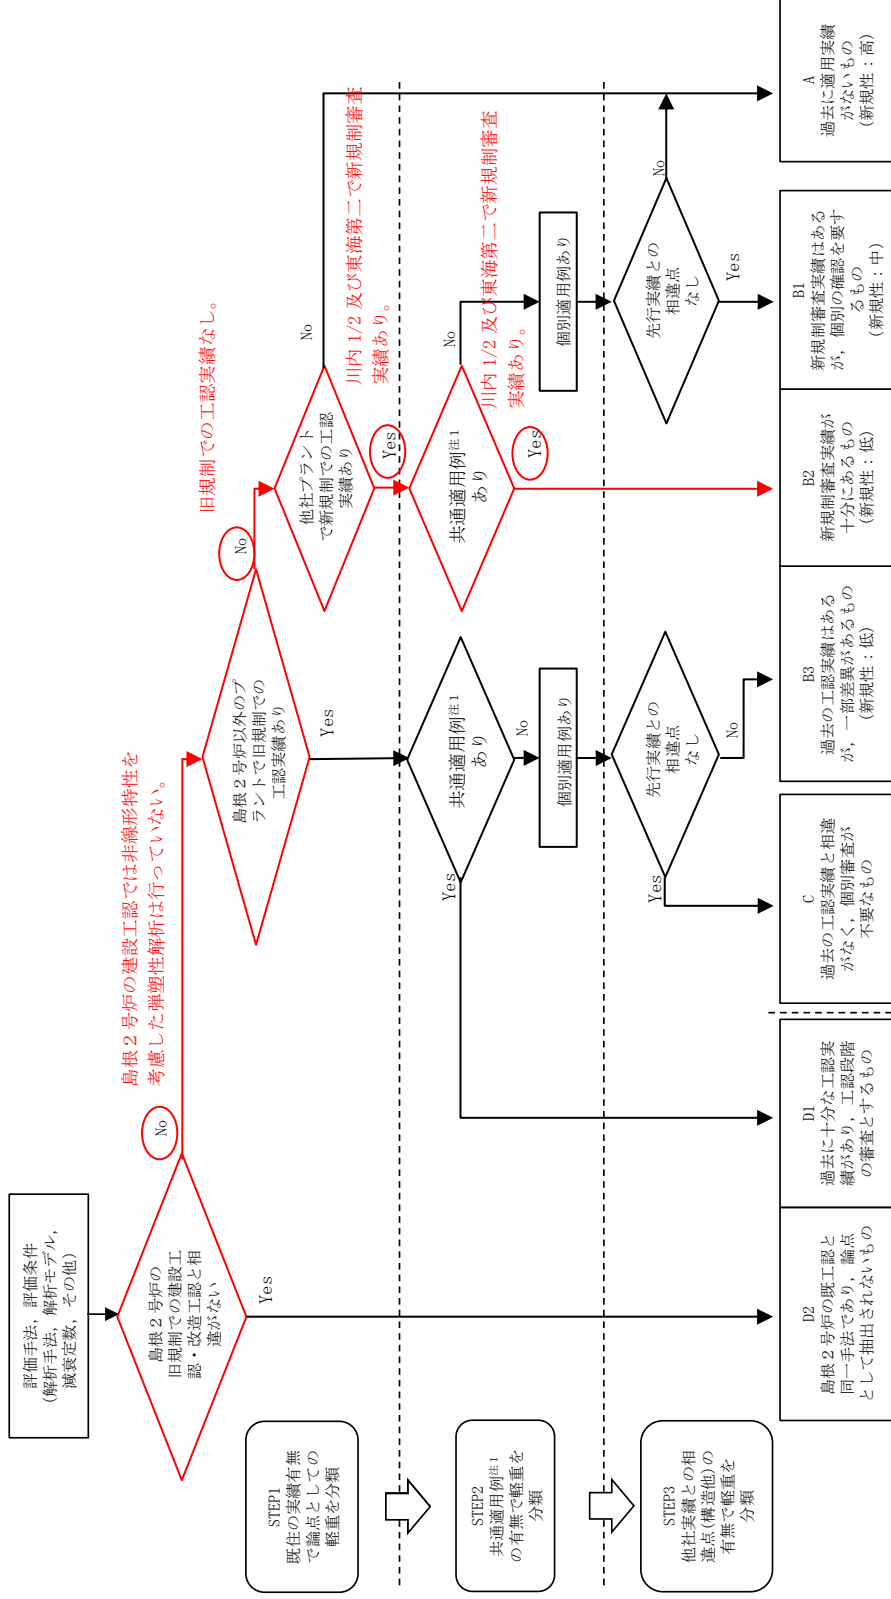 評価手法，評価条件
(解析手法，解析モデル，
減衰定数，その他)
島根２号炉の
旧規制での建設工
認・改造工認と相
違がない
No
Yes
島根２号炉の建設工認では非線形特性を
考慮した弾塑性解析は行っていない。
島根２号炉以外のプ
ラントで旧規制での
工認実績あり
No
Yes
旧規制での工認実績なし。
他社プラント
で新規制での工認
実績あり
No
Yes
川内 1/2 及び東海第二で新規制審査
実績あり。
STEP1
既往の実績有無
で論点としての
軽重を分類
共通適用例注１
あり
Yes
No
個別適用例あり
共通適用例注１
あり
No
Yes
川内 1/2 及び東海第二で新規制審査
実績あり。
個別適用例あり
STEP2
共通適用例注１
の有無で軽重を
分類
先行実績との
相違点
なし
Yes
No
先行実績との
相違点
なし
No
Yes
STEP3
他社実績との相
違点(構造他)の
有無で軽重を
分類
D2
島根２号炉の既工認と
同一手法であり，論点
として抽出されないもの
D1
過去に十分な工認実
績があり，工認段階
の審査とするもの
C
過去の工認実績と相違
がなく，個別審査が
不要なもの
B3
過去の工認実績はある
が，一部差異があるもの
(新規性：低)
B2
新規制審査実績が
十分にあるもの
(新規性：低)
B1
新規制審査実績はある
が，個別の確認を要す
るもの
(新規性：中)
A
過去に適用実績
がないもの
(新規性：高)